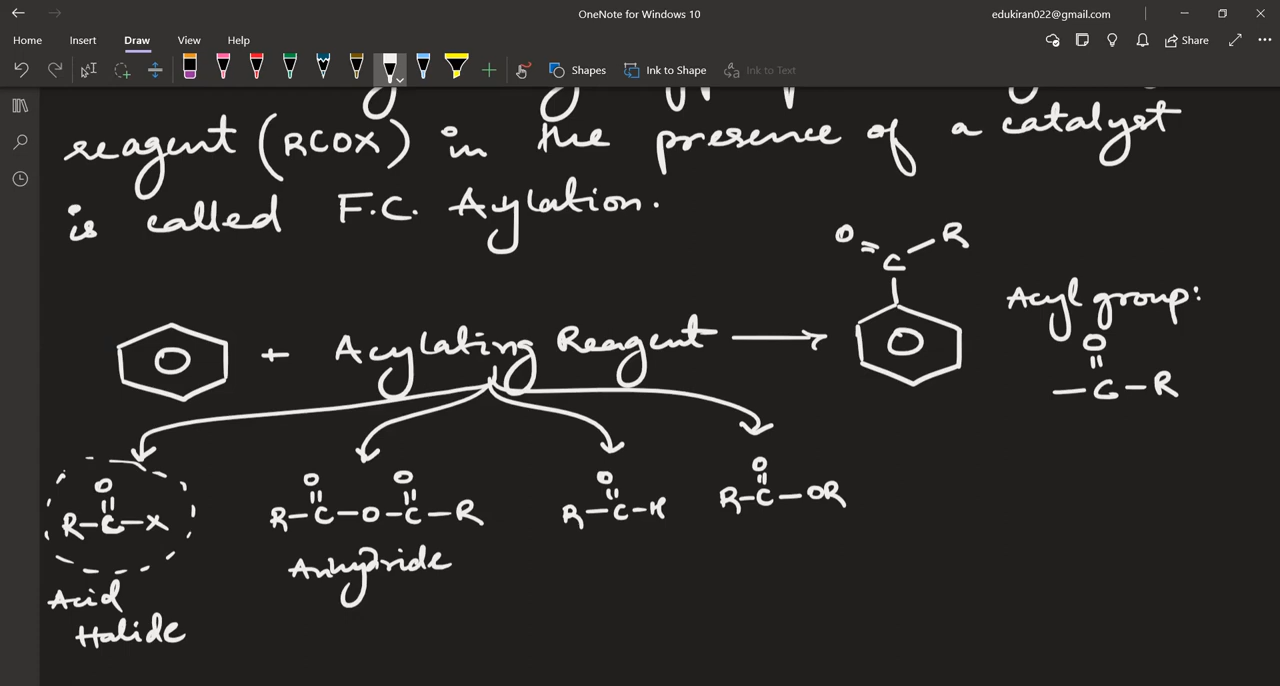 OneNote for Windows 10
edukiran022@gmail.com
Home Insert Draw View Help
Shapes Ink to Shape Ink to Text Share
reagent (RCOX) in the presence of a catalyst
is called F.C. Aylation.
O=C-R
Acyl group:
O
=
-C-R
+ Acylating Reagent →
O O O O
R-C-X R-C-O-C-R R-C-H R-C-OR
Anhydride
Acid
Halide